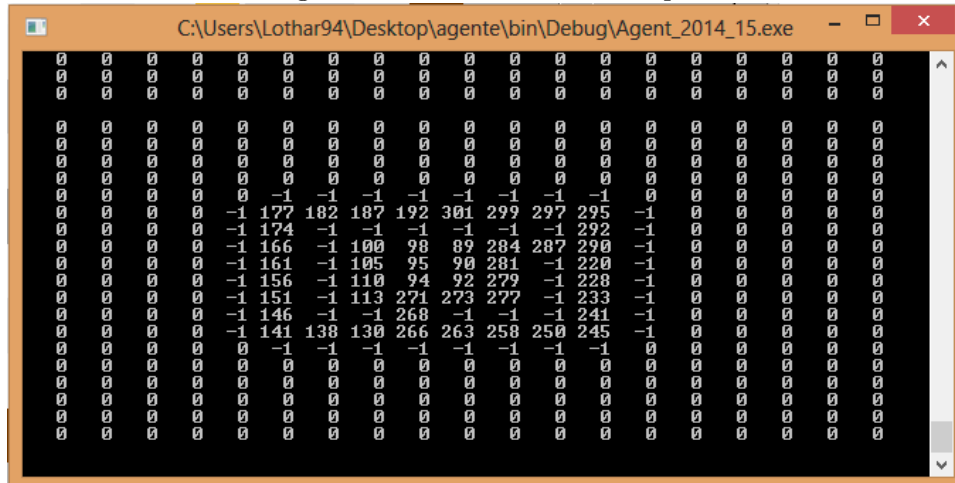 C:\Users\Lothar94\Desktop\agente\bin\Debug\Agent_2014_15.exe
0 0 0 0 0 0 0 0 0 0 0 0 0 0 0 0 0 0 0
0 0 0 0 0 0 0 0 0 0 0 0 0 0 0 0 0 0 0
0 0 0 0 0 0 0 0 0 0 0 0 0 0 0 0 0 0 0
0 0 0 0 0 0 0 0 0 0 0 0 0 0 0 0 0 0 0
0 0 0 0 0 0 0 0 0 0 0 0 0 0 0 0 0 0 0
0 0 0 0 0 0 0 0 0 0 0 0 0 0 0 0 0 0 0
0 0 0 0 0 0 0 0 0 0 0 0 0 0 0 0 0 0 0
0 0 0 0 0 -1 -1 -1 -1 -1 -1 -1 -1 0 0 0 0 0 0
0 0 0 0 -1 177 182 187 192 301 299 297 295 -1 0 0 0 0 0
0 0 0 0 -1 174 -1 -1 -1 -1 -1 -1 292 -1 0 0 0 0 0
0 0 0 0 -1 166 -1 100 98 89 284 287 290 -1 0 0 0 0 0
0 0 0 0 -1 161 -1 105 95 90 281 -1 220 -1 0 0 0 0 0
0 0 0 0 -1 156 -1 110 94 92 279 -1 228 -1 0 0 0 0 0
0 0 0 0 -1 151 -1 113 271 273 277 -1 233 -1 0 0 0 0 0
0 0 0 0 -1 146 -1 -1 268 -1 -1 -1 241 -1 0 0 0 0 0
0 0 0 0 -1 141 138 130 266 263 258 250 245 -1 0 0 0 0 0
0 0 0 0 0 -1 -1 -1 -1 -1 -1 -1 -1 0 0 0 0 0 0
0 0 0 0 0 0 0 0 0 0 0 0 0 0 0 0 0 0 0
0 0 0 0 0 0 0 0 0 0 0 0 0 0 0 0 0 0 0
0 0 0 0 0 0 0 0 0 0 0 0 0 0 0 0 0 0 0
0 0 0 0 0 0 0 0 0 0 0 0 0 0 0 0 0 0 0
0 0 0 0 0 0 0 0 0 0 0 0 0 0 0 0 0 0 0